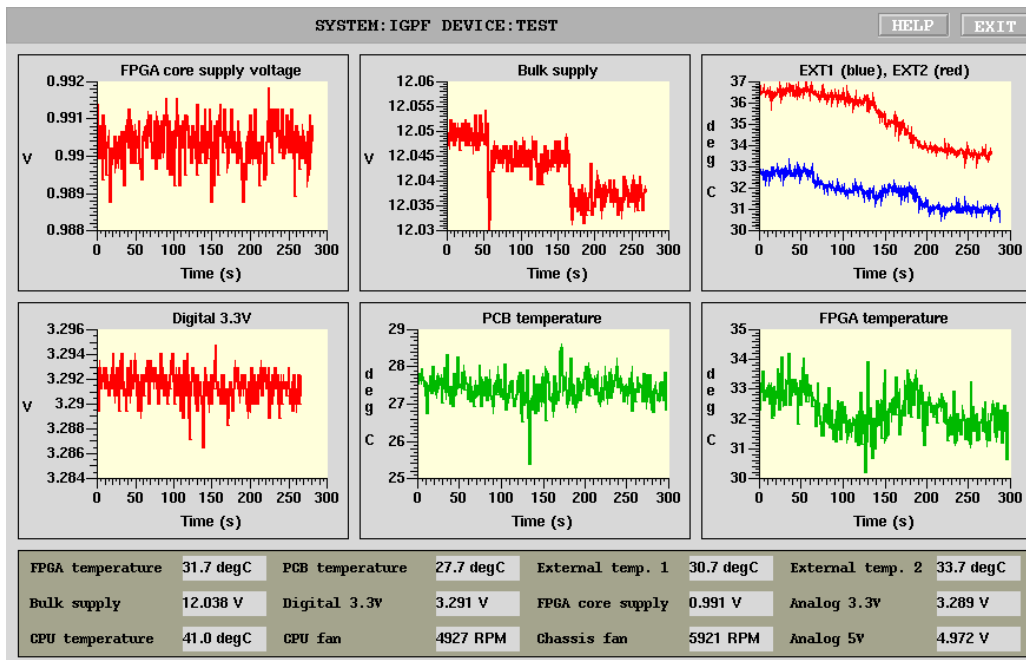 SYSTEM:IGPF DEVICE:TEST HELP EXIT
FPGA core supply voltage
0.992
0.991
0.99
0.989
0.988
V
0 50 100 150 200 250 300
Time (s)
Bulk supply
12.06
12.055
12.05
12.045
12.04
12.035
12.03
V
0 50 100 150 200 250 300
Time (s)
EXT1 (blue), EXT2 (red)
37
36
35
34
33
32
31
30
deg C
0 50 100 150 200 250 300
Time (s)
Digital 3.3V
3.296
3.294
3.292
3.29
3.288
3.286
3.284
V
0 50 100 150 200 250 300
Time (s)
PCB temperature
29
28
27
26
25
deg C
0 50 100 150 200 250 300
Time (s)
FPGA temperature
35
34
33
32
31
30
deg C
0 50 100 150 200 250 300
Time (s)
FPGA temperature 31.7 degC PCB temperature 27.7 degC External temp. 1 30.7 degC External temp. 2 33.7 degC
Bulk supply 12.038 V Digital 3.3V 3.291 V FPGA core supply 0.991 V Analog 3.3V 3.289 V
CPU temperature 41.0 degC CPU fan 4927 RPM Chassis fan 5921 RPM Analog 5V 4.972 V